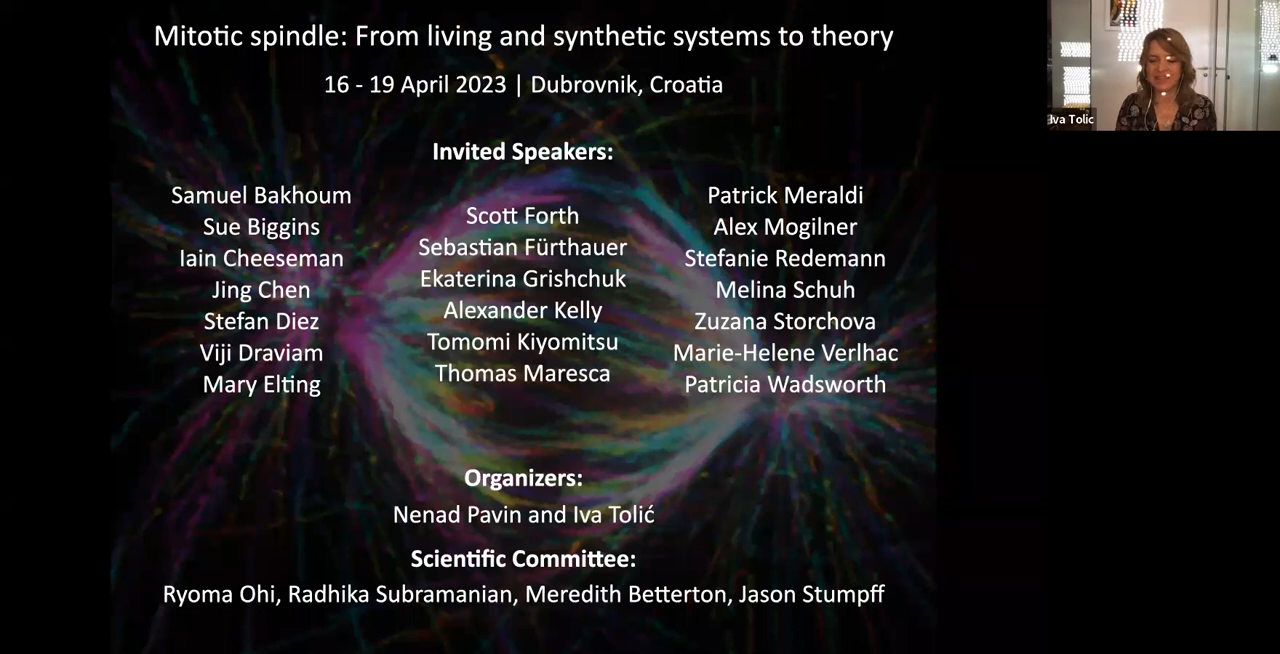 Mitotic spindle: From living and synthetic systems to theory
16 - 19 April 2023 | Dubrovnik, Croatia
Invited Speakers:
Samuel Bakhoum
Sue Biggins
Iain Cheeseman
Jing Chen
Stefan Diez
Viji Draviam
Mary Elting
Scott Forth
Sebastian Fürthauer
Ekaterina Grishchuk
Alexander Kelly
Tomomi Kiyomitsu
Thomas Maresca
Patrick Meraldi
Alex Mogilner
Stefanie Redemann
Melina Schuh
Zuzana Storchova
Marie-Helene Verlhac
Patricia Wadsworth
Organizers:
Nenad Pavin and Iva Tolić
Scientific Committee:
Ryoma Ohi, Radhika Subramanian, Meredith Betterton, Jason Stumpff
Iva Tolic